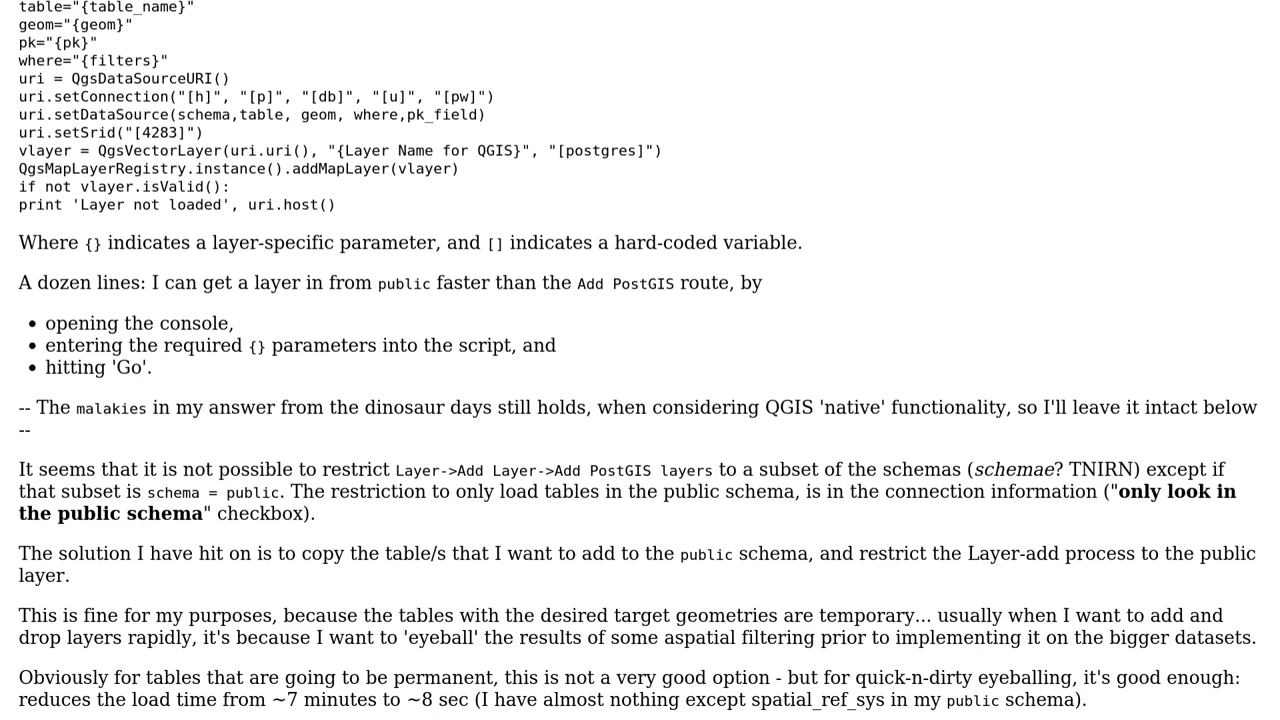 table="{table_name}"
geom="{geom}"
pk="{pk}"
where="{filters}"
uri = QgsDataSourceURI()
uri.setConnection("[h]", "[p]", "[db]", "[u]", "[pw]")
uri.setDataSource(schema,table, geom, where,pk_field)
uri.setSrid("[4283]")
vlayer = QgsVectorLayer(uri.uri(), "{Layer Name for QGIS}", "[postgres]")
QgsMapLayerRegistry.instance().addMapLayer(vlayer)
if not vlayer.isValid():
print 'Layer not loaded', uri.host()
Where {} indicates a layer-specific parameter, and [] indicates a hard-coded variable.
A dozen lines: I can get a layer in from public faster than the Add PostGIS route, by
• opening the console,
• entering the required {} parameters into the script, and
• hitting 'Go'.
-- The malakies in my answer from the dinosaur days still holds, when considering QGIS 'native' functionality, so I'll leave it intact below
--
It seems that it is not possible to restrict Layer->Add Layer->Add PostGIS layers to a subset of the schemas (schemae? TNIRN) except if
that subset is schema = public. The restriction to only load tables in the public schema, is in the connection information ("only look in
the public schema" checkbox).
The solution I have hit on is to copy the table/s that I want to add to the public schema, and restrict the Layer-add process to the public
layer.
This is fine for my purposes, because the tables with the desired target geometries are temporary... usually when I want to add and
drop layers rapidly, it's because I want to 'eyeball' the results of some aspatial filtering prior to implementing it on the bigger datasets.
Obviously for tables that are going to be permanent, this is not a very good option - but for quick-n-dirty eyeballing, it's good enough:
reduces the load time from ~7 minutes to ~8 sec (I have almost nothing except spatial_ref_sys in my public schema).